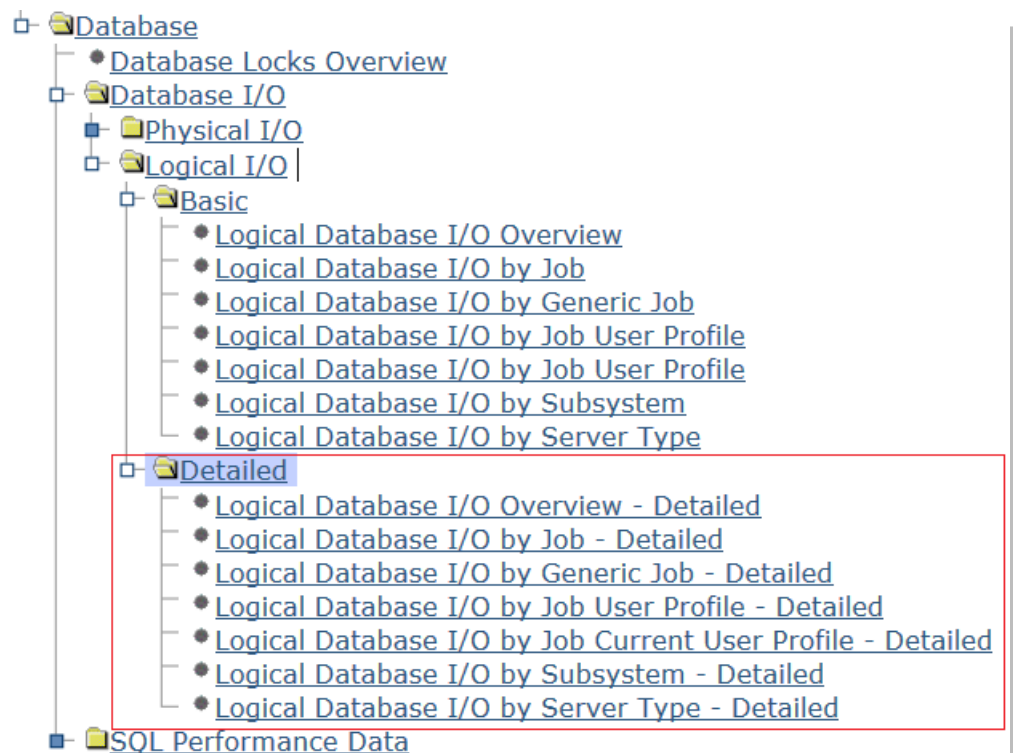 Database
Database Locks Overview
Database I/O
Physical I/O
Logical I/O
Basic
Logical Database I/O Overview
Logical Database I/O by Job
Logical Database I/O by Generic Job
Logical Database I/O by Job User Profile
Logical Database I/O by Job User Profile
Logical Database I/O by Subsystem
Logical Database I/O by Server Type
Detailed
Logical Database I/O Overview - Detailed
Logical Database I/O by Job - Detailed
Logical Database I/O by Generic Job - Detailed
Logical Database I/O by Job User Profile - Detailed
Logical Database I/O by Job Current User Profile - Detailed
Logical Database I/O by Subsystem - Detailed
Logical Database I/O by Server Type - Detailed
SQL Performance Data